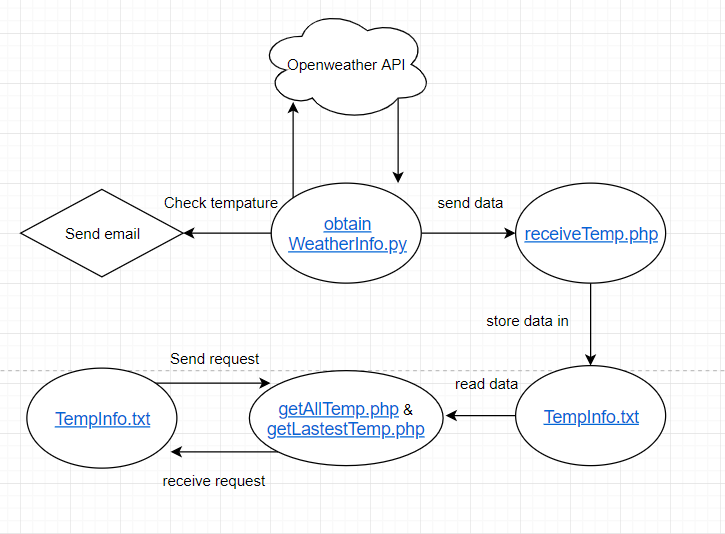 Openweather API
Check tempature
send data
Send email
obtain
WeatherInfo.py
receiveTemp.php
store data in
Send request
read data
TempInfo.txt
getAllTemp.php &
getLastestTemp.php
TempInfo.txt
receive request